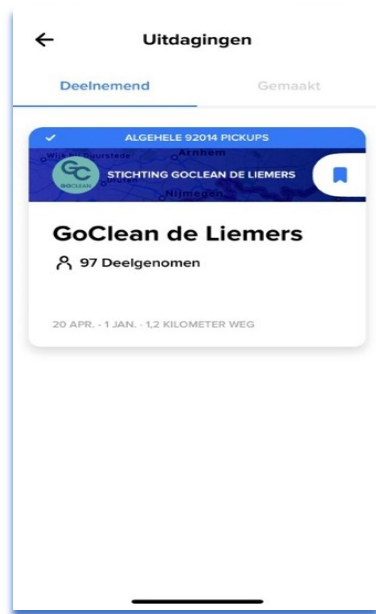 Uitdagingen
Deelnemend
Gemaakt
ALGEHELE 92014 PICKUPS
Arnhem
GC
GOCLEAN
STICHTING GOCLEAN DE LIEMERS
Nijmegen
GoClean de Liemers
97 Deelgenomen
20 APR. - 1 JAN. · 1,2 KILOMETER WEG